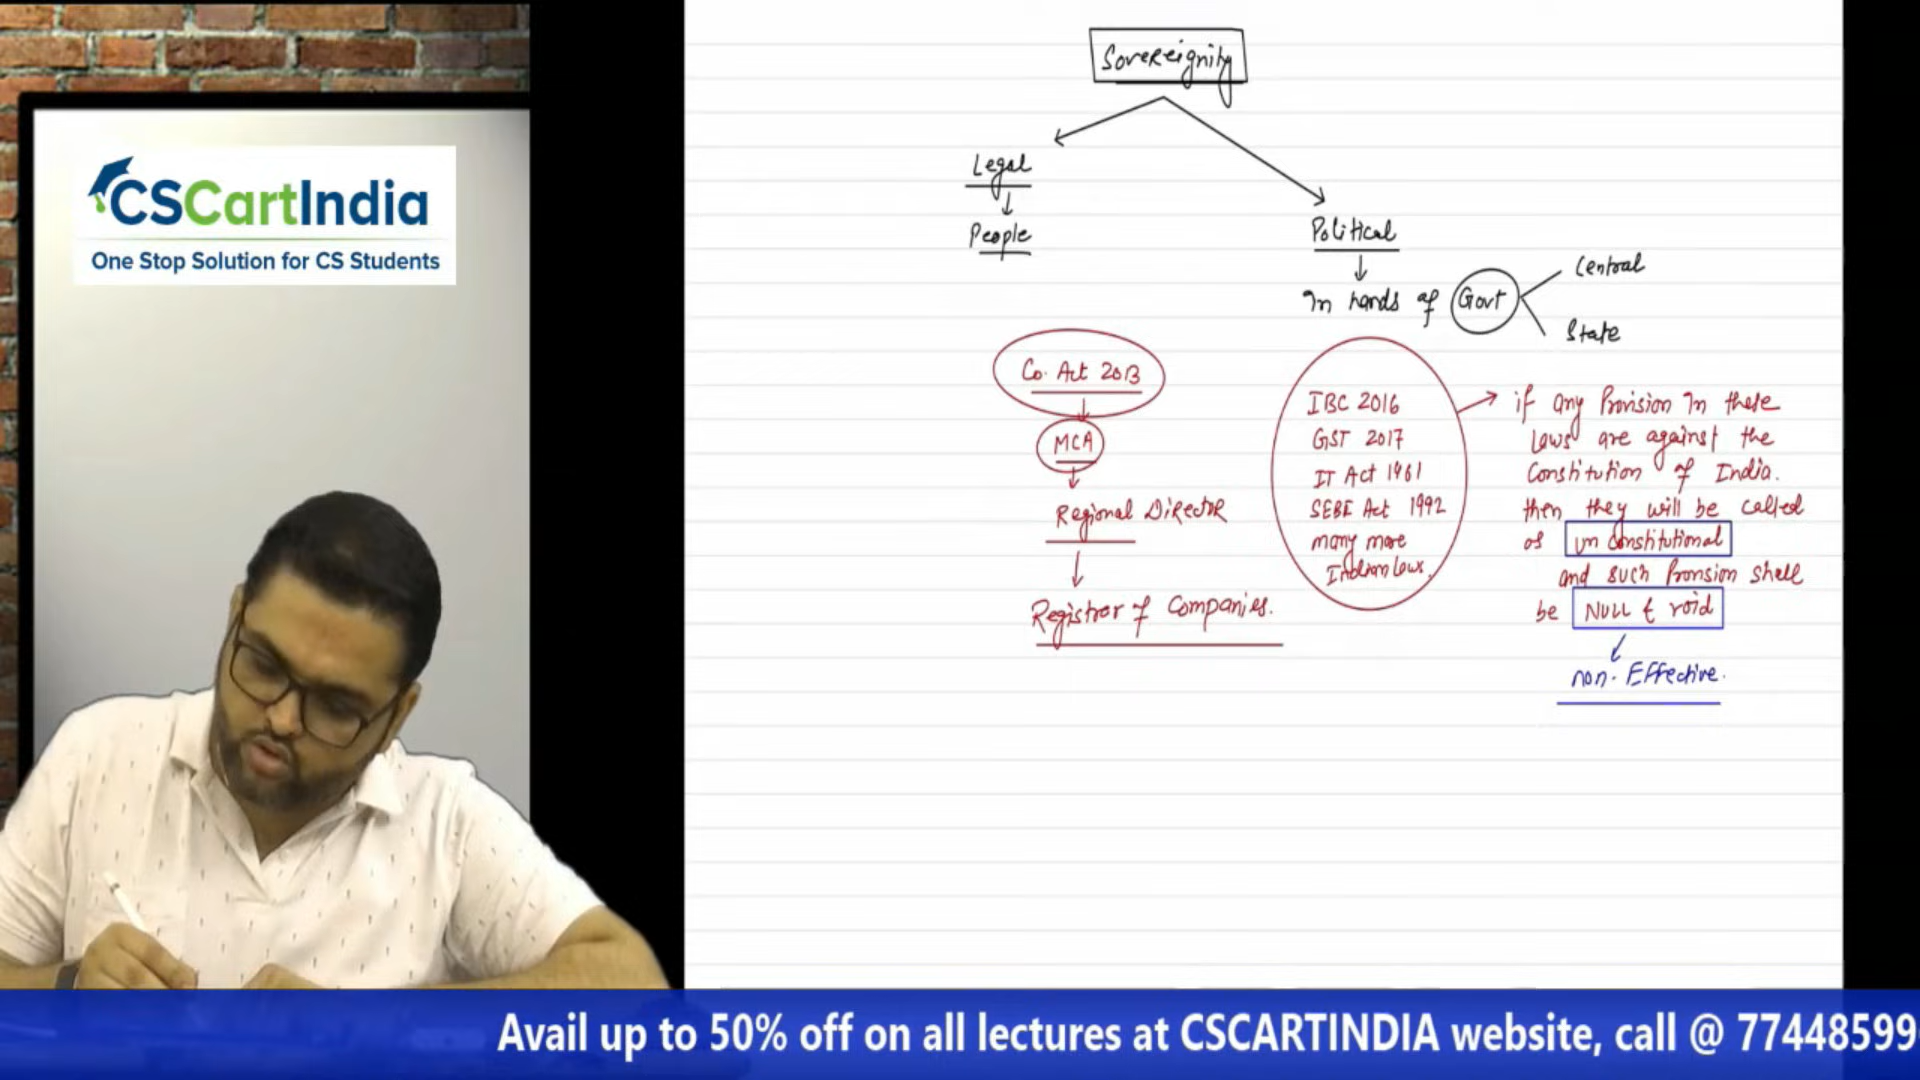 CSCartIndia
One Stop Solution for CS Students
Sovereignity
Legal
People
Political
In hands of Govt
Central
State
Co. Act 2013
MCA
Regional Director
Registrar of Companies.
IBC 2016
GST 2017
IT Act 1961
SEBI Act 1992
many more
Indian laws.
if any Provision in these
laws are against the
Constitution of India.
then they will be called
as unconstitutional
and such Provision shall
be NULL & void
non-Effective.
Avail up to 50% off on all lectures at CSCARTINDIA website, call @ 77448599